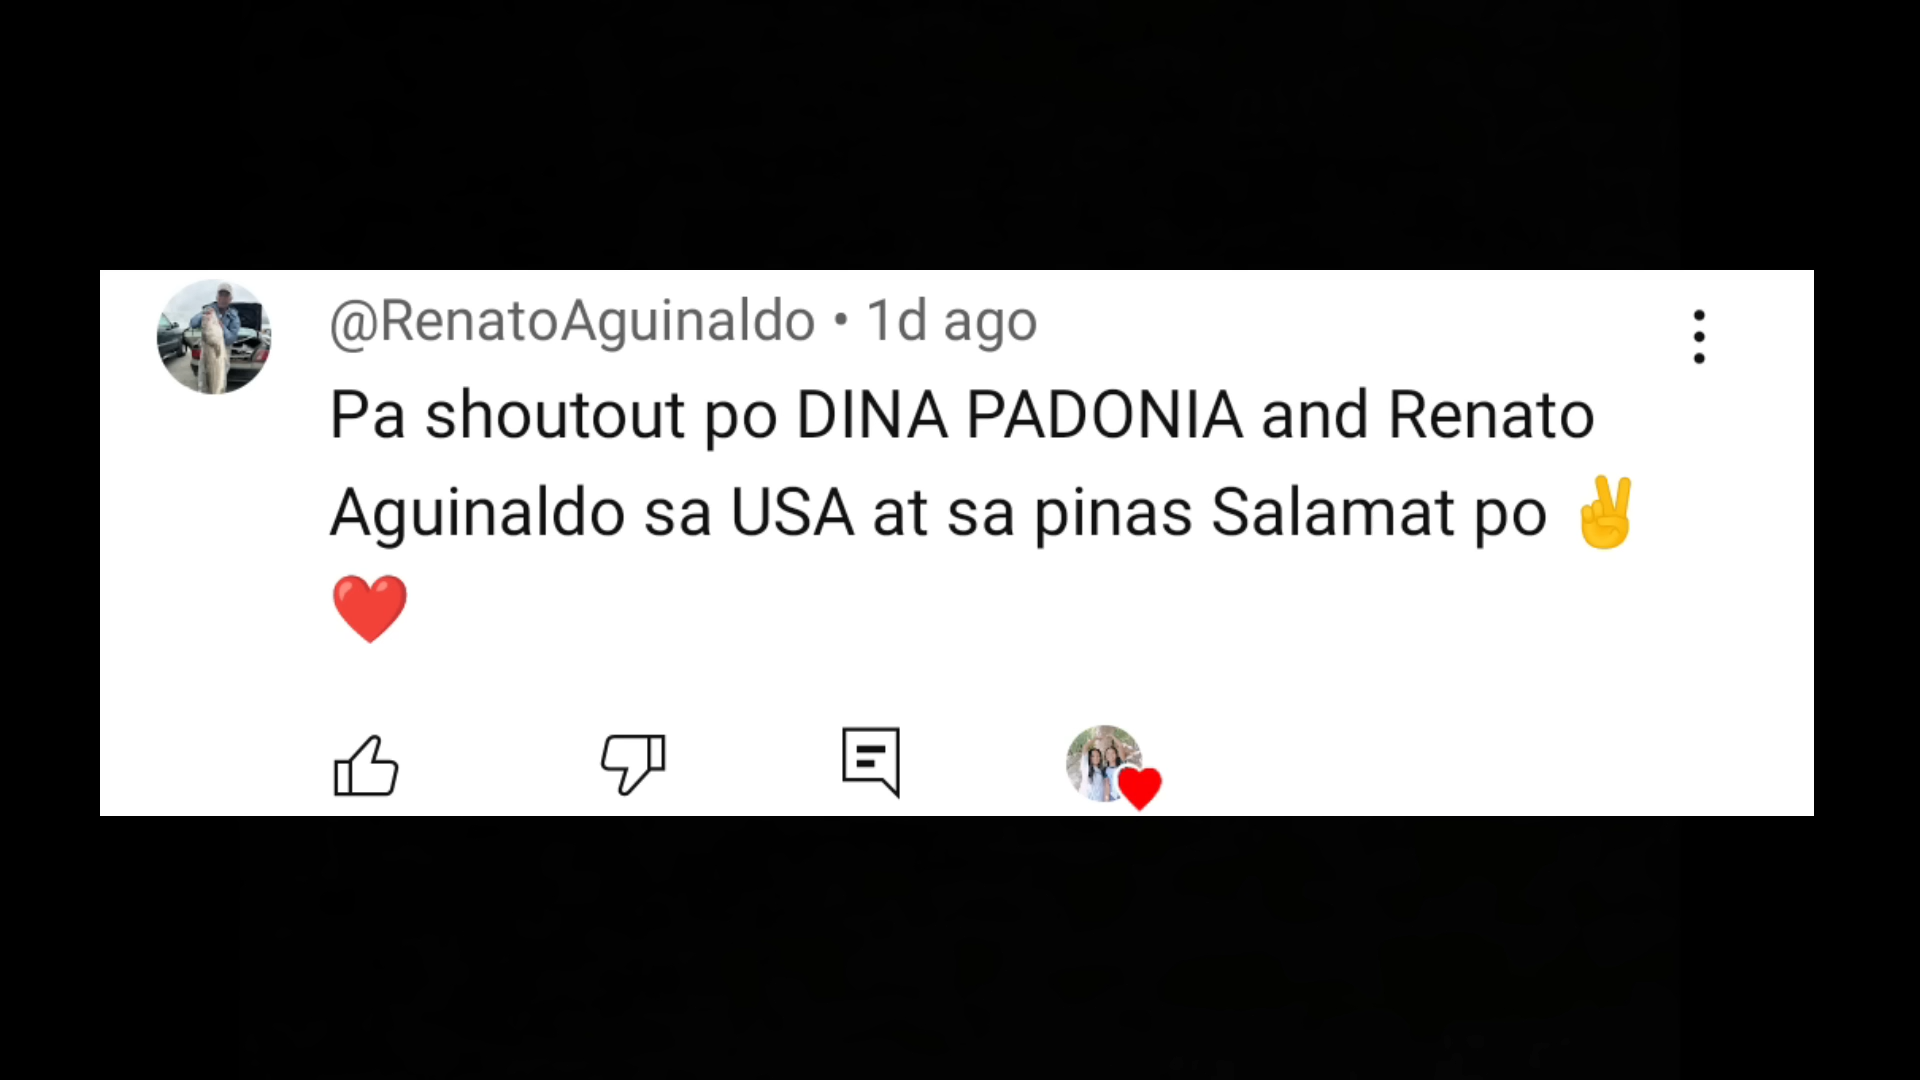 @RenatoAguinaldo • 1d ago
Pa shoutout po DINA PADONIA and Renato
Aguinaldo sa USA at sa pinas Salamat po ✌️
❤️